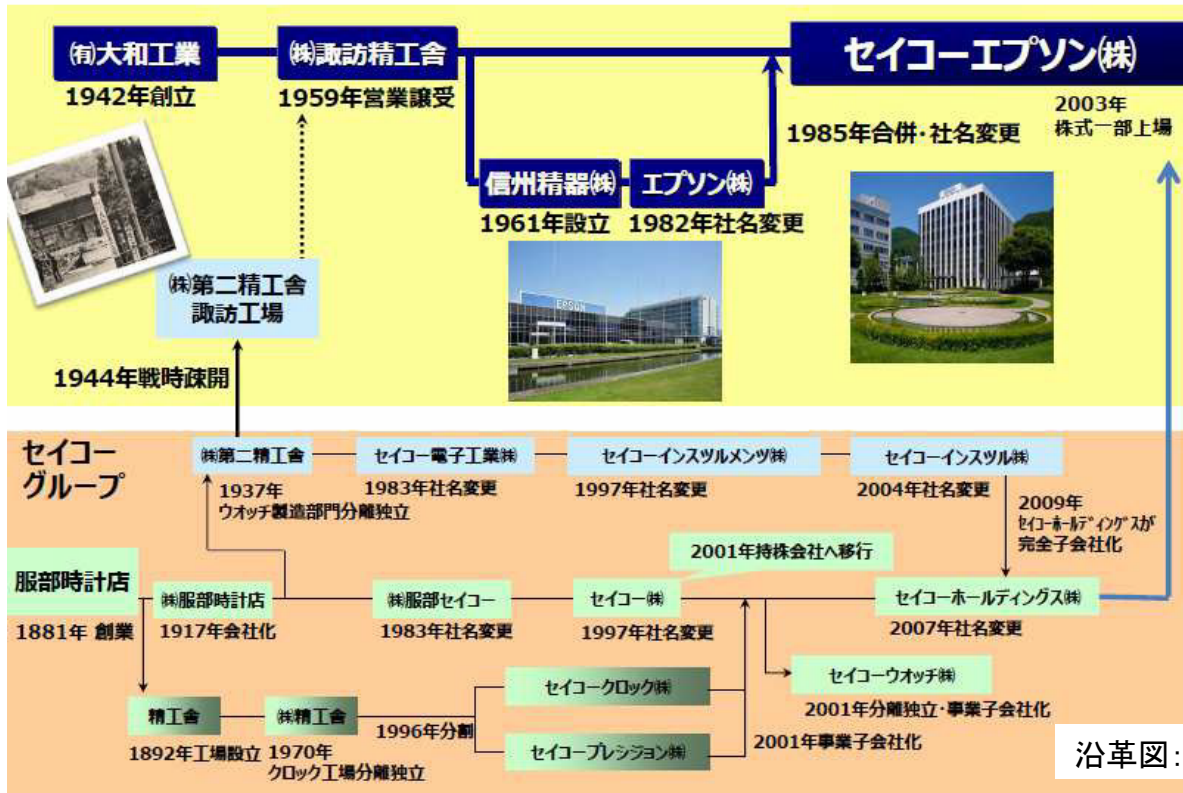 ㈲大和工業
1942年創立
㈱諏訪精工舎
1959年営業譲受
セイコーエプソン㈱
2003年
株式一部上場
1985年合併・社名変更
信州精器㈱
1961年設立
エプソン㈱
1982年社名変更
EPSON
㈱第二精工舎
諏訪工場
1944年戦時疎開
セイコー
グループ
㈱第二精工舎
1937年
ウオッチ製造部門分離独立
セイコー電子工業㈱
1983年社名変更
セイコーインスツルメンツ㈱
1997年社名変更
セイコーインスツル㈱
2004年社名変更
2009年
セイコーホールディングスが
完全子会社化
2001年持株会社へ移行
服部時計店
1881年 創業
㈱服部時計店
1917年会社化
㈱服部セイコー
1983年社名変更
セイコー㈱
1997年社名変更
セイコーホールディングス㈱
2007年社名変更
セイコーウオッチ㈱
2001年分離独立・事業子会社化
精工舎
1892年工場設立
㈱精工舎
1970年
クロック工場分離独立
1996年分割
セイコークロック㈱
セイコープレシジョン㈱
2001年事業子会社化
沿革図: